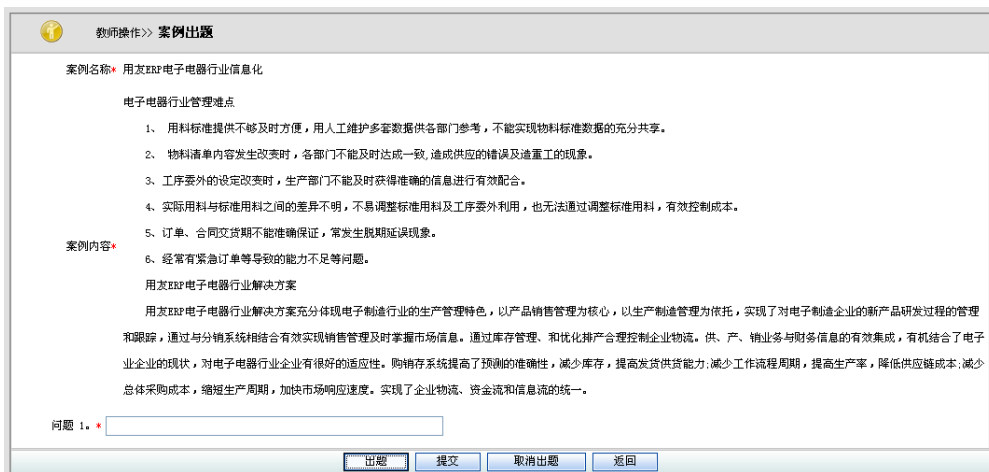 教师操作>> 案例出题
案例名称* 用友ERP电子电器行业信息化
电子电器行业管理难点
1、 用料标准提供不够及时方便，用人工维护多套数据供各部门参考，不能实现物料标准数据的充分共享。
2、 物料清单内容发生改变时，各部门不能及时达成一致,造成供应的错误及造重工的现象。
3、工序委外的设定改变时，生产部门不能及时获得准确的信息进行有效配合。
4、实际用料与标准用料之间的差异不明，不易调整标准用料及工序委外利用，也无法通过调整标准用料，有效控制成本。
5、订单、合同交货期不能准确保证，常发生脱期延误现象。
案例内容*
6、经常有紧急订单等导致的能力不足等问题。
用友ERP电子电器行业解决方案
用友ERP电子电器行业解决方案充分体现电子制造行业的生产管理特色，以产品销售管理为核心，以生产制造管理为依托，实现了对电子制造企业的新产品研发过程的管理
和跟踪，通过与分销系统相结合有效实现销售管理及时掌握市场信息。通过库存管理、和优化排产合理控制企业物流。供、产、销业务与财务信息的有效集成，有机结合了电子
业企业的现状，对电子电器行业企业有很好的适应性。购销存系统提高了预测的准确性，减少库存，提高发货供货能力;减少工作流程周期，提高生产率，降低供应链成本;减少
总体采购成本，缩短生产周期，加快市场响应速度。实现了企业物流、资金流和信息流的统一。
问题 1。*
出题 提交 取消出题 返回